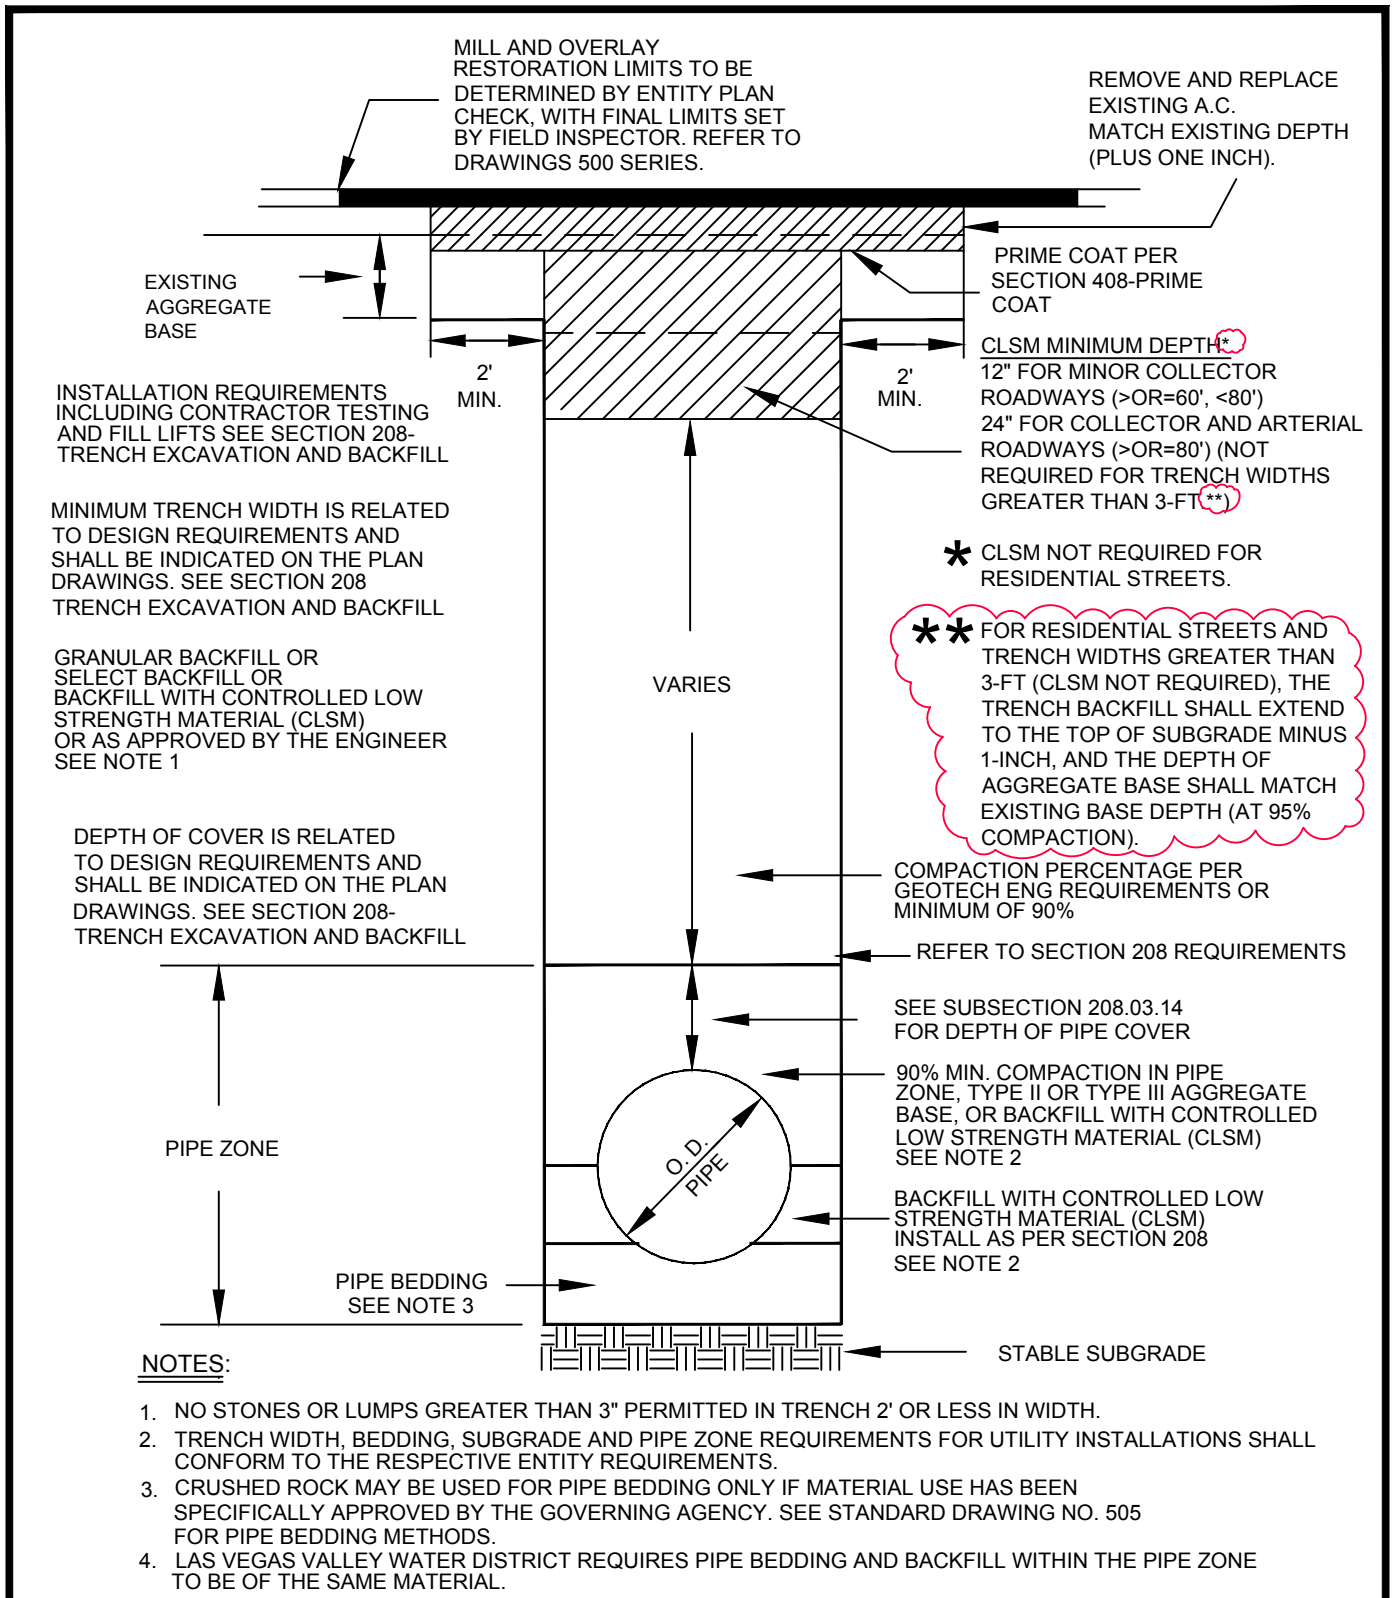 MILL AND OVERLAY
RESTORATION LIMITS TO BE
DETERMINED BY ENTITY PLAN
CHECK, WITH FINAL LIMITS SET
BY FIELD INSPECTOR. REFER TO
DRAWINGS 500 SERIES.
REMOVE AND REPLACE
EXISTING A.C.
MATCH EXISTING DEPTH
(PLUS ONE INCH).
EXISTING
AGGREGATE
BASE
PRIME COAT PER
SECTION 408-PRIME
COAT
2'
MIN.
2'
MIN.
CLSM MINIMUM DEPTH*
12" FOR MINOR COLLECTOR
ROADWAYS (>OR=60', <80')
24" FOR COLLECTOR AND ARTERIAL
ROADWAYS (>OR=80') (NOT
REQUIRED FOR TRENCH WIDTHS
GREATER THAN 3-FT**)
INSTALLATION REQUIREMENTS
INCLUDING CONTRACTOR TESTING
AND FILL LIFTS SEE SECTION 208-
TRENCH EXCAVATION AND BACKFILL
MINIMUM TRENCH WIDTH IS RELATED
TO DESIGN REQUIREMENTS AND
SHALL BE INDICATED ON THE PLAN
DRAWINGS. SEE SECTION 208
TRENCH EXCAVATION AND BACKFILL
* CLSM NOT REQUIRED FOR
RESIDENTIAL STREETS.
GRANULAR BACKFILL OR
SELECT BACKFILL OR
BACKFILL WITH CONTROLLED LOW
STRENGTH MATERIAL (CLSM)
OR AS APPROVED BY THE ENGINEER
SEE NOTE 1
VARIES
** FOR RESIDENTIAL STREETS AND
TRENCH WIDTHS GREATER THAN
3-FT (CLSM NOT REQUIRED), THE
TRENCH BACKFILL SHALL EXTEND
TO THE TOP OF SUBGRADE MINUS
1-INCH, AND THE DEPTH OF
AGGREGATE BASE SHALL MATCH
EXISTING BASE DEPTH (AT 95%
COMPACTION).
DEPTH OF COVER IS RELATED
TO DESIGN REQUIREMENTS AND
SHALL BE INDICATED ON THE PLAN
DRAWINGS. SEE SECTION 208-
TRENCH EXCAVATION AND BACKFILL
COMPACTION PERCENTAGE PER
GEOTECH ENG REQUIREMENTS OR
MINIMUM OF 90%
REFER TO SECTION 208 REQUIREMENTS
SEE SUBSECTION 208.03.14
FOR DEPTH OF PIPE COVER
90% MIN. COMPACTION IN PIPE
ZONE, TYPE II OR TYPE III AGGREGATE
BASE, OR BACKFILL WITH CONTROLLED
LOW STRENGTH MATERIAL (CLSM)
SEE NOTE 2
PIPE ZONE
O. D.
PIPE
BACKFILL WITH CONTROLLED LOW
STRENGTH MATERIAL (CLSM)
INSTALL AS PER SECTION 208
SEE NOTE 2
PIPE BEDDING
SEE NOTE 3
STABLE SUBGRADE
NOTES:
1. NO STONES OR LUMPS GREATER THAN 3" PERMITTED IN TRENCH 2' OR LESS IN WIDTH.
2. TRENCH WIDTH, BEDDING, SUBGRADE AND PIPE ZONE REQUIREMENTS FOR UTILITY INSTALLATIONS SHALL
CONFORM TO THE RESPECTIVE ENTITY REQUIREMENTS.
3. CRUSHED ROCK MAY BE USED FOR PIPE BEDDING ONLY IF MATERIAL USE HAS BEEN
SPECIFICALLY APPROVED BY THE GOVERNING AGENCY. SEE STANDARD DRAWING NO. 505
FOR PIPE BEDDING METHODS.
4. LAS VEGAS VALLEY WATER DISTRICT REQUIRES PIPE BEDDING AND BACKFILL WITHIN THE PIPE ZONE
TO BE OF THE SAME MATERIAL.